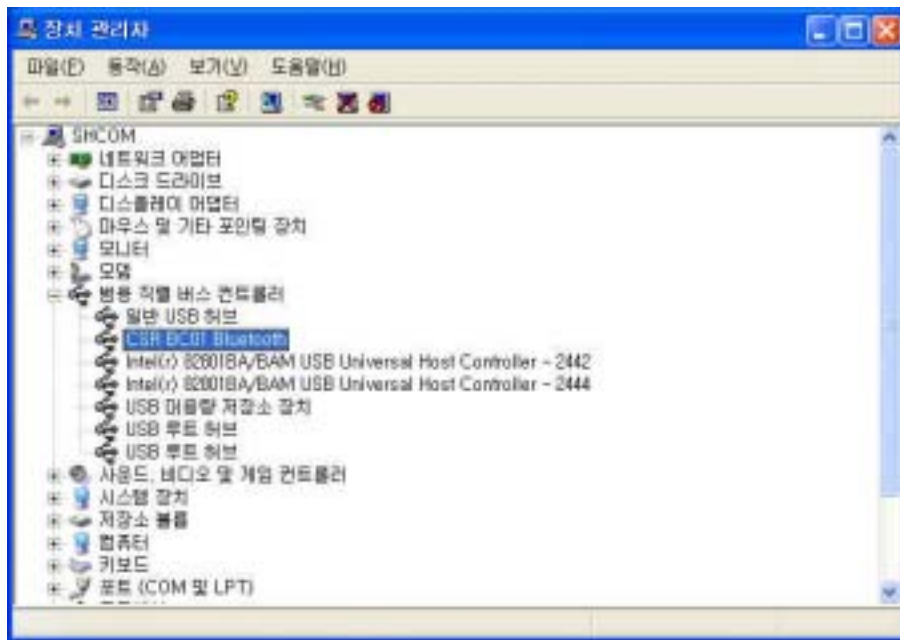 장치 관리자
파일(F) 동작(A) 보기(V) 도움말(H)
SHCOM
네트워크 어댑터
디스크 드라이브
디스플레이 어댑터
마우스 및 기타 포인팅 장치
모니터
모뎀
범용 직렬 버스 컨트롤러
일반 USB 허브
CSR BC01 Bluetooth
Intel(r) 82801BA/BAM USB Universal Host Controller - 2442
Intel(r) 82801BA/BAM USB Universal Host Controller - 2444
USB 대용량 저장소 장치
USB 루트 허브
USB 루트 허브
사운드, 비디오 및 게임 컨트롤러
시스템 장치
저장소 볼륨
컴퓨터
키보드
포트 (COM 및 LPT)